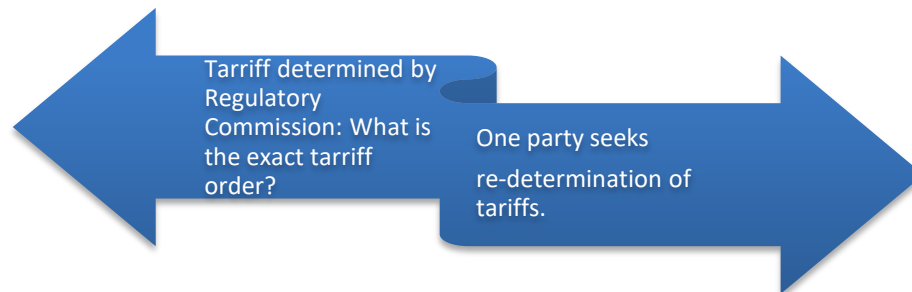 Tarriff determined by
Regulatory
Commission: What is
the exact tarriff
order?
One party seeks
re-determination of
tariffs.